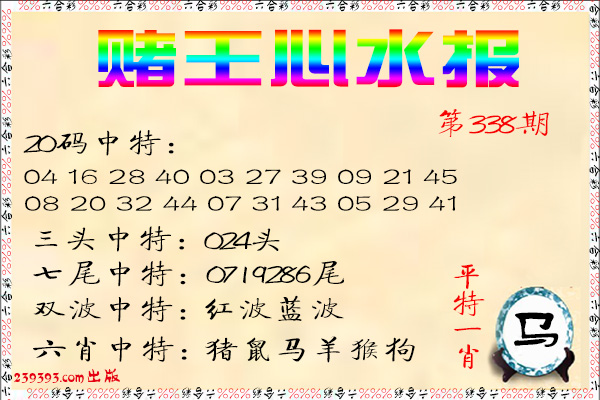 赌王心水报
第338期
20码中特：
04 16 28 40 03 27 39 09 21 45
08 20 32 44 07 31 43 05 29 41
三头中特：024头
七尾中特：0719286尾
双波中特：红波蓝波
六肖中特：猪鼠马羊猴狗
平特一肖
马
239393.com出版